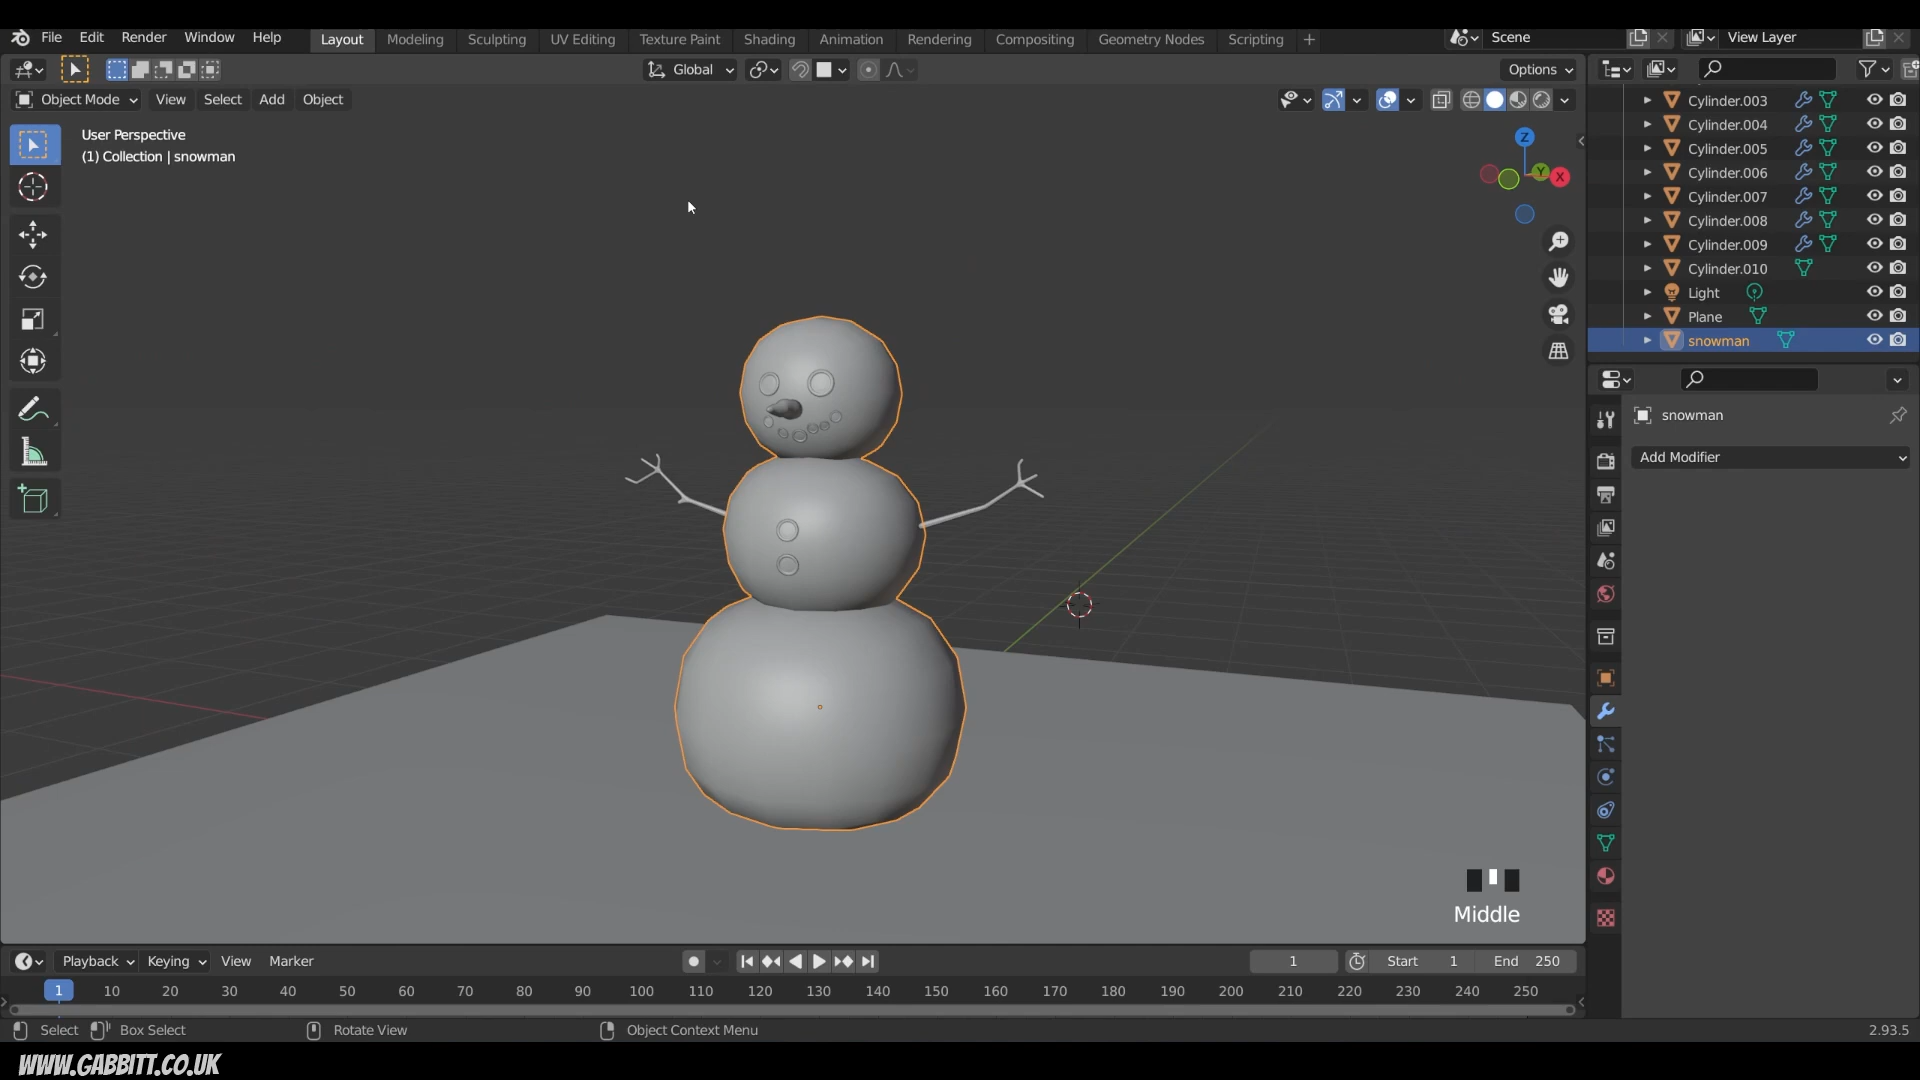 File Edit Render Window Help Layout Modeling Sculpting UV Editing Texture Paint Shading Animation Rendering Compositing Geometry Nodes Scripting + Scene View Layer
Global Options
Object Mode View Select Add Object
User Perspective
(1) Collection | snowman
Z
Y
X
Cylinder.003
Cylinder.004
Cylinder.005
Cylinder.006
Cylinder.007
Cylinder.008
Cylinder.009
Cylinder.010
Light
Plane
snowman
snowman
Add Modifier
Middle
Playback Keying View Marker 1 Start 1 End 250
1 10 20 30 40 50 60 70 80 90 100 110 120 130 140 150 160 170 180 190 200 210 220 230 240 250
Select Box Select Rotate View Object Context Menu 2.93.5
WWW.GABBITT.CO.UK